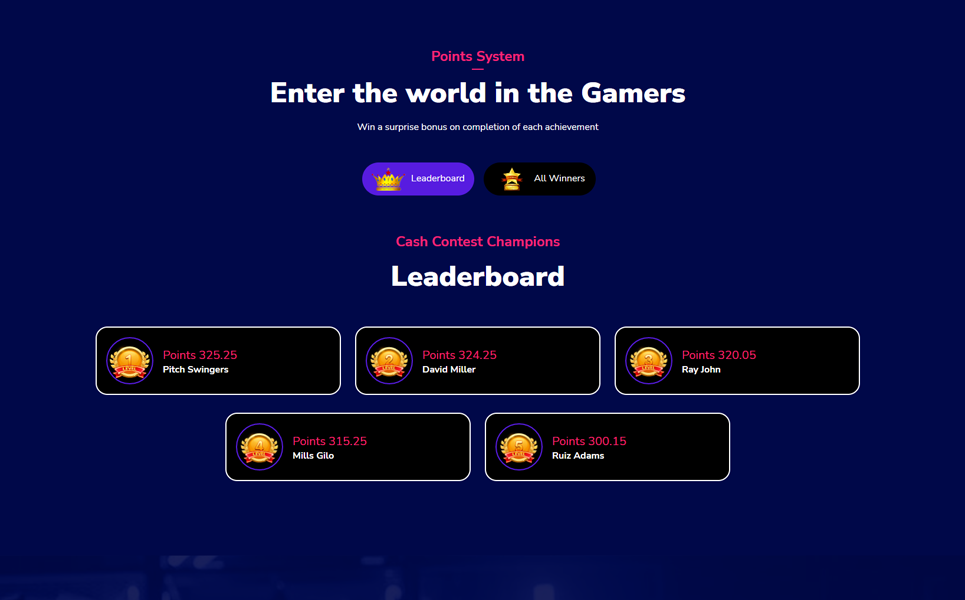 Points System
Enter the world in the Gamers
Win a surprise bonus on completion of each achievement
Leaderboard
All Winners
Cash Contest Champions
Leaderboard
1
LEVEL
Points 325.25
Pitch Swingers
2
LEVEL
Points 324.25
David Miller
3
LEVEL
Points 320.05
Ray John
4
LEVEL
Points 315.25
Mills Gilo
5
LEVEL
Points 300.15
Ruiz Adams